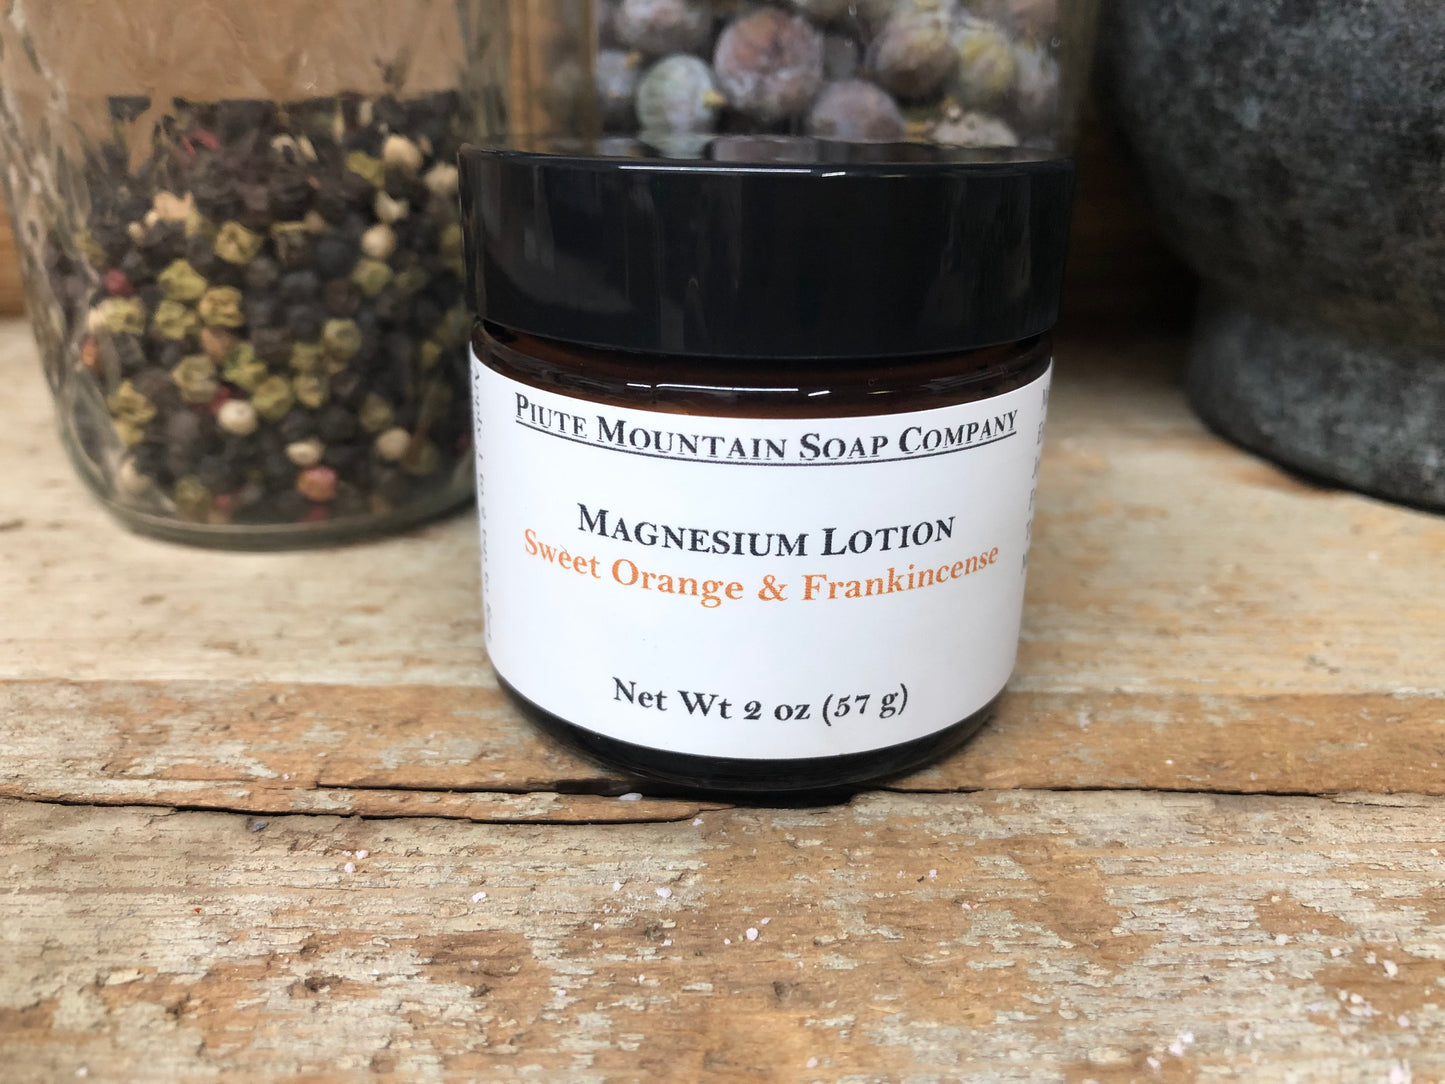 Piute Mountain Soap Company
Magnesium Lotion
Sweet Orange & Frankincense
Net Wt 2 oz (57 g)